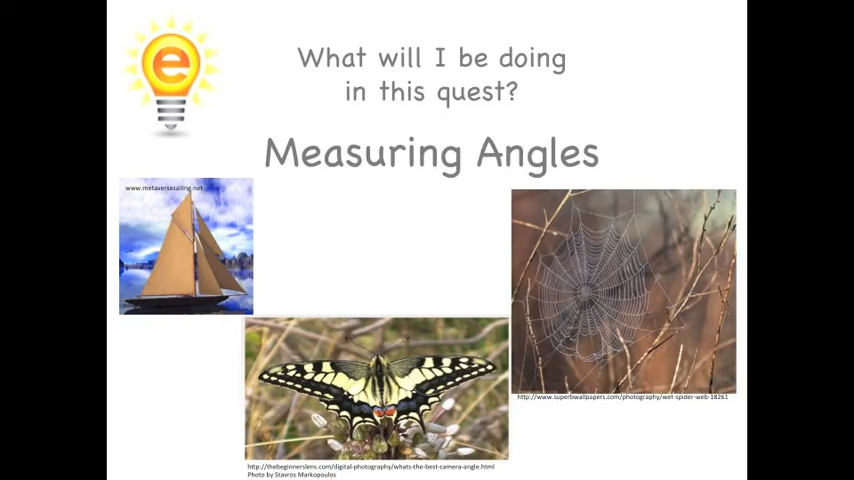 e
What will I be doing
in this quest?
Measuring Angles
www.metaversesailing.net
http://www.superbwallpapers.com/photography/wet-spider-web-18261
http://thebeginnerslens.com/digital-photography/whats-the-best-camera-angle.html
Photo by Stavros Markopoulos